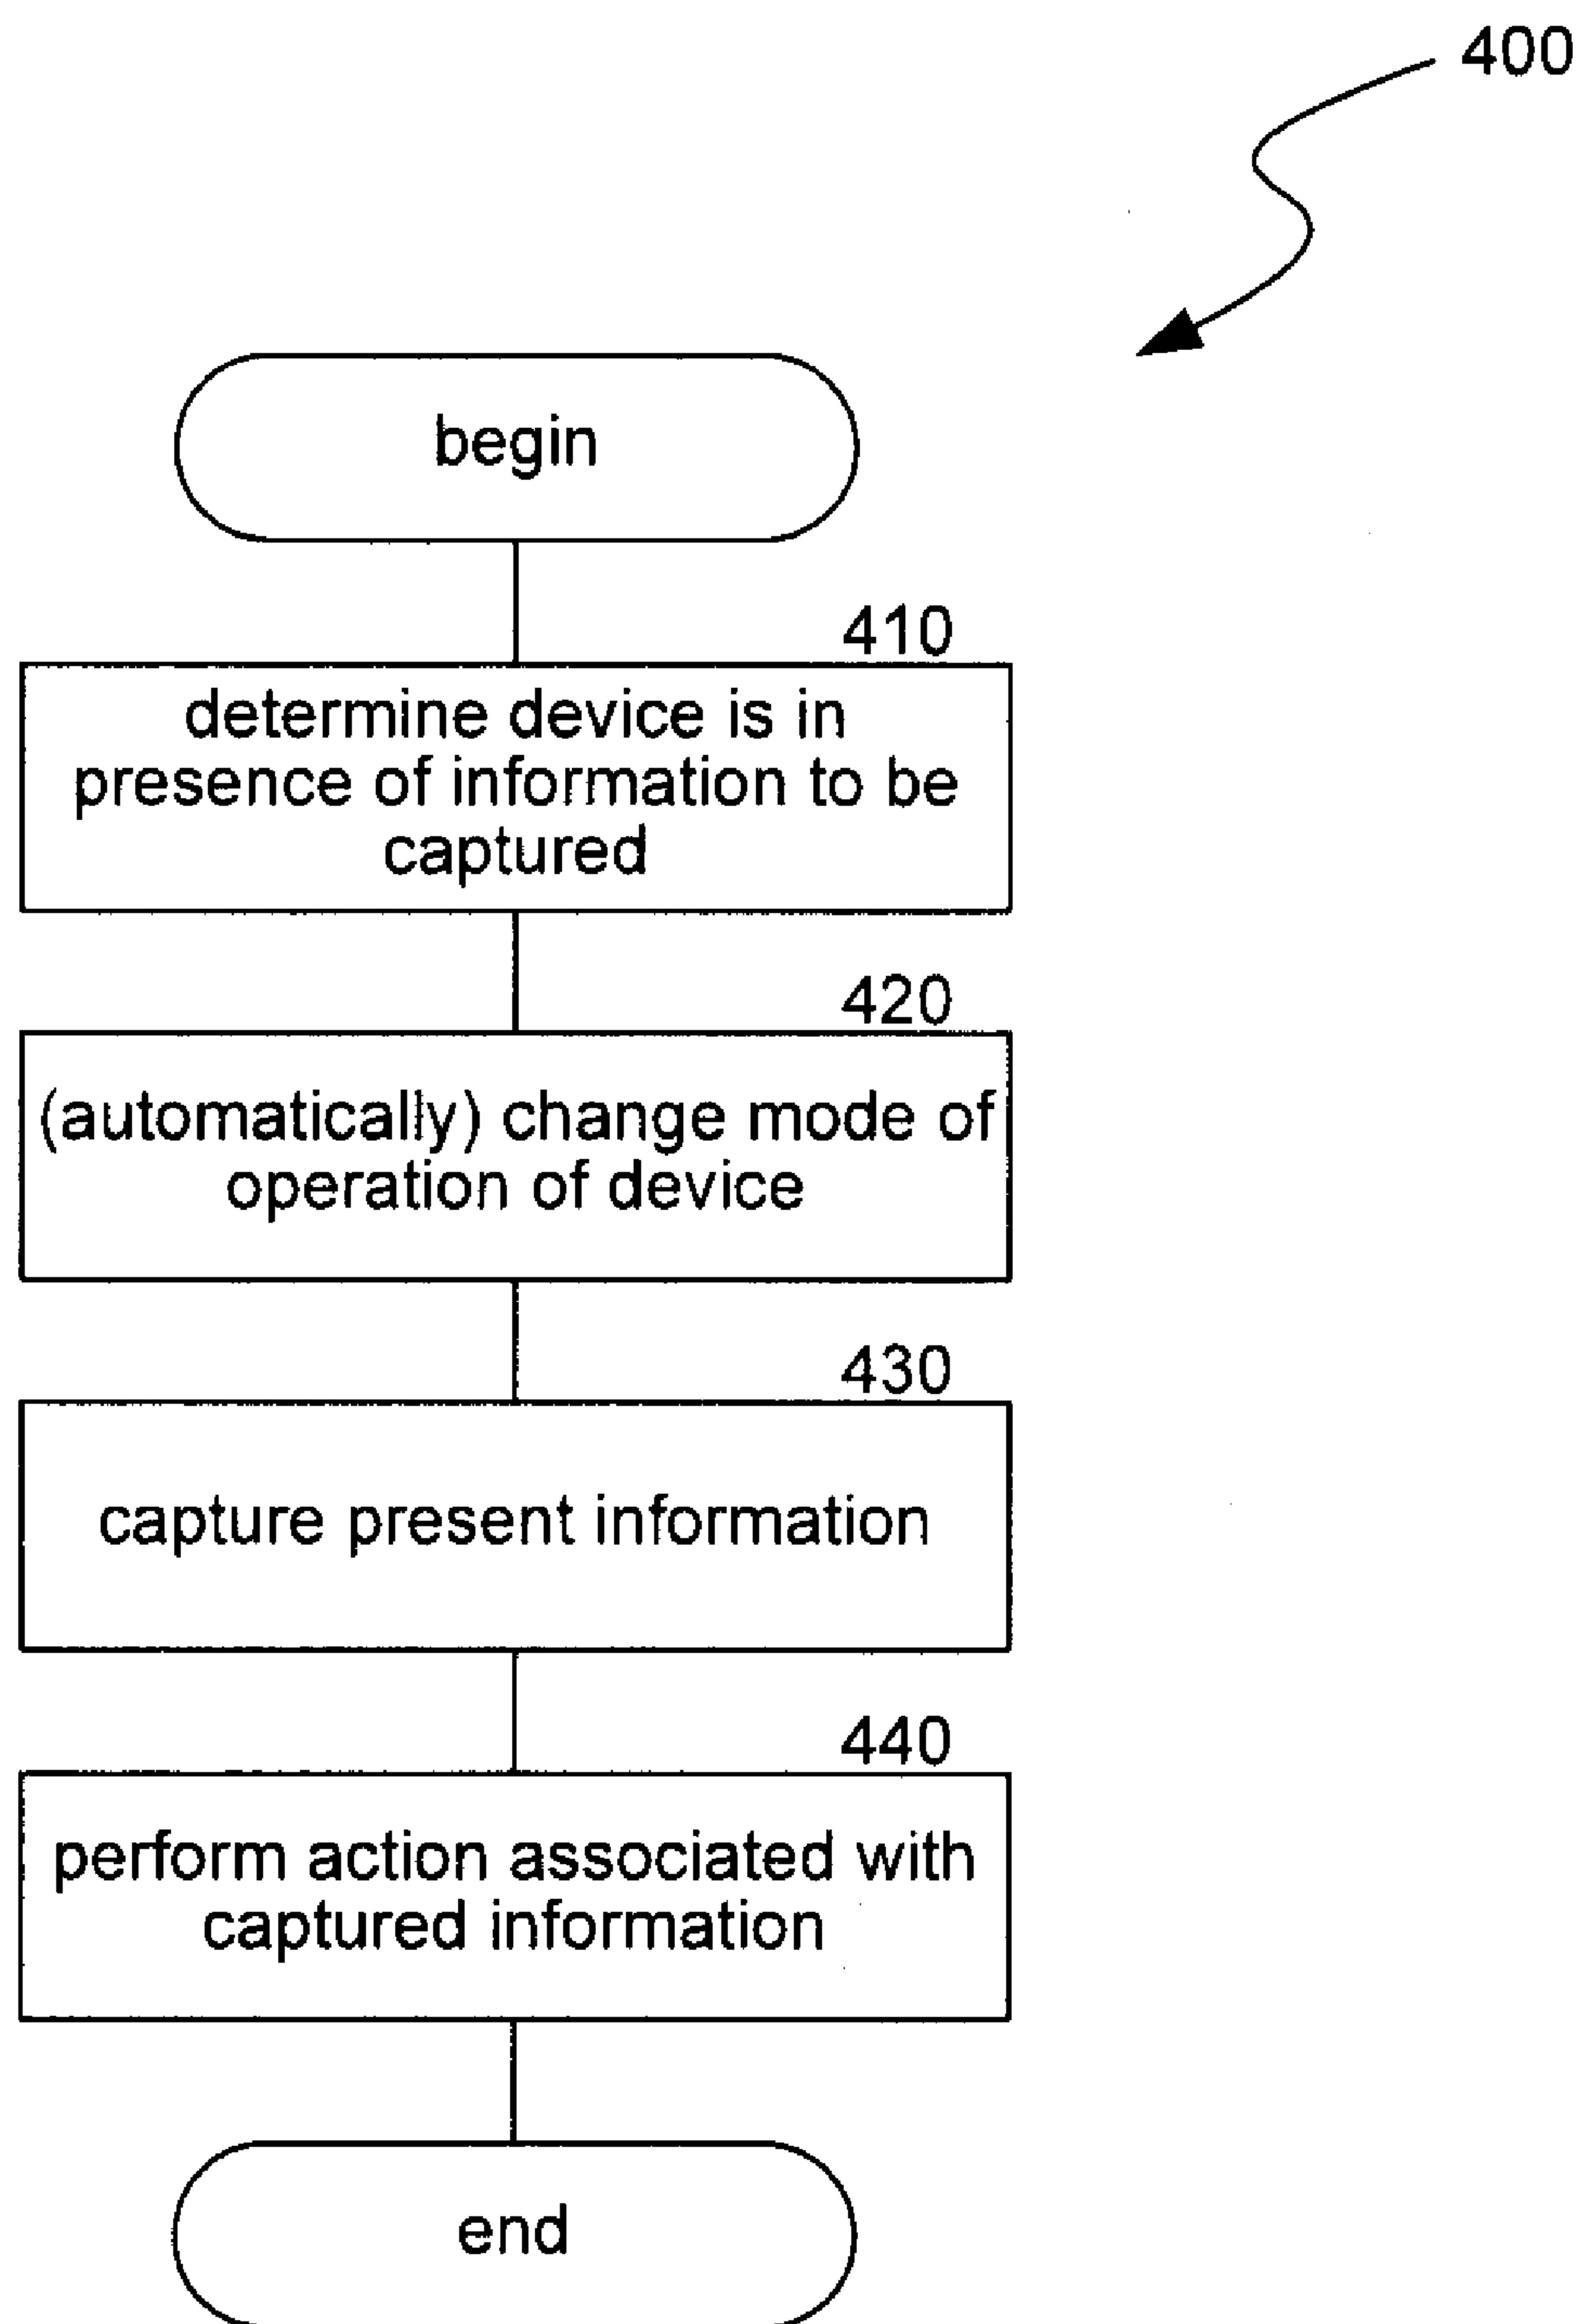 400
begin
410
determine device is in
presence of information to be
captured
420
(automatically) change mode of
operation of device
430
capture present information
440
perform action associated with
captured information
end